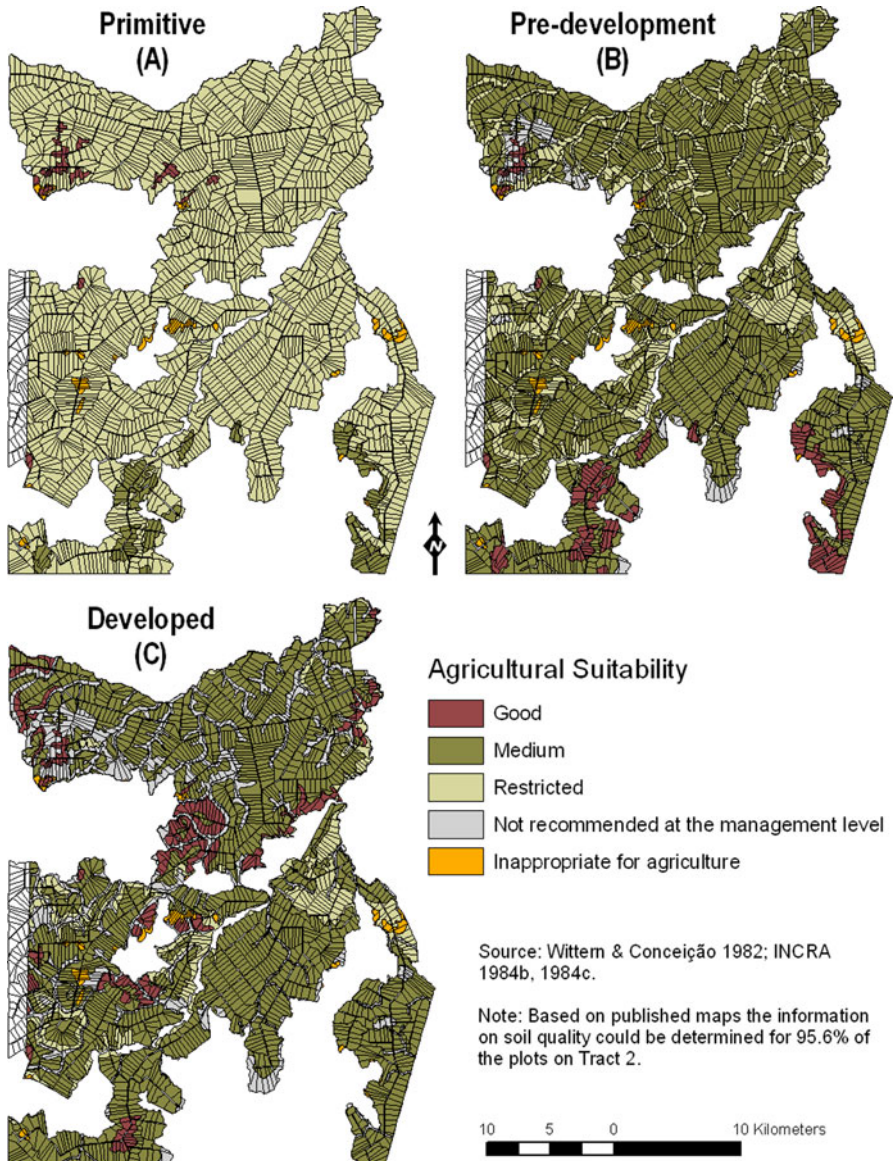 Primitive
(A)
Pre-development
(B)
N
Developed
(C)
Agricultural Suitability
Good
Medium
Restricted
Not recommended at the management level
Inappropriate for agriculture
Source: Wittern & Conceição 1982; INCRA
1984b, 1984c.
Note: Based on published maps the information
on soil quality could be determined for 95.6% of
the plots on Tract 2.
10 5 0 10 Kilometers